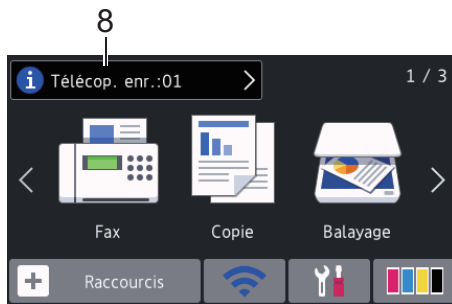 8
Télécop. enr.:01
1 / 3
Fax Copie Balayage
Raccourcis